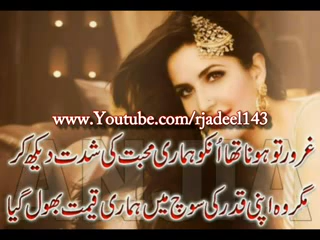 www.Youtube.com/rjadeel143
غرور تو ہونا تھا اُنکو ہماری محبت کی شدت دیکھ کر
مگر وہ اپنی قدر کی سوچ میں ہماری قیمت بھول گیا